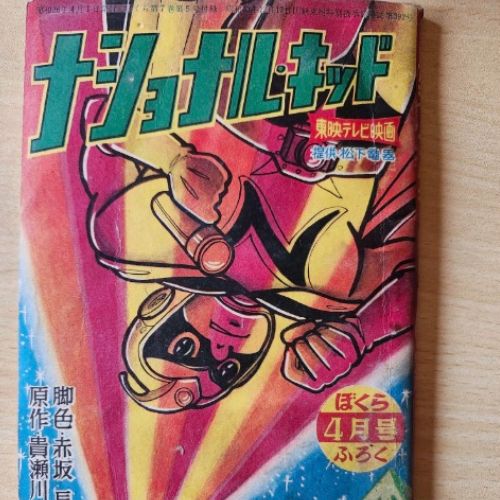 ナショナル・キッド
東映テレビ映画
提供・松下電器
ぼくら
4月号
ふろく
脚色・赤坂
原作・貴瀬川